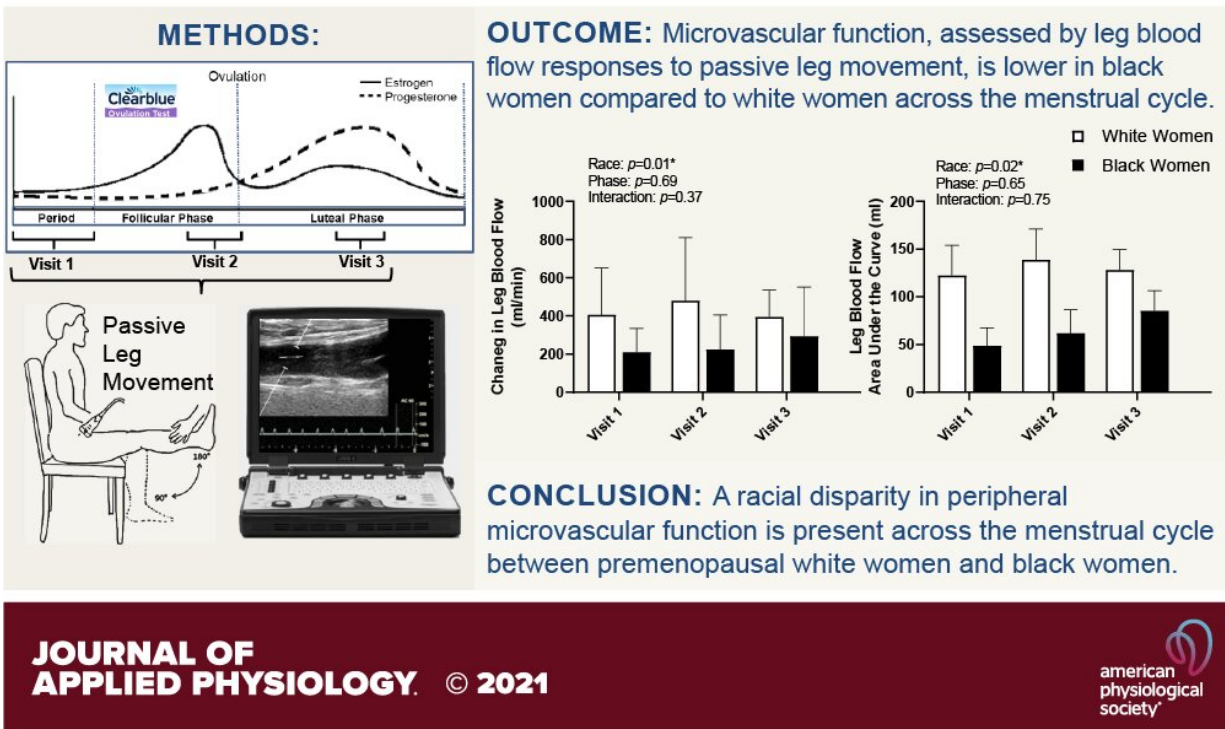 METHODS:
Ovulation
Clearblue
Ovulation Test
Estrogen
Progesterone
Period
Follicular Phase
Luteal Phase
Visit 1
Visit 2
Visit 3
Passive
Leg
Movement
180°
90°
OUTCOME: Microvascular function, assessed by leg blood
flow responses to passive leg movement, is lower in black
women compared to white women across the menstrual cycle.
White Women
Black Women
Race: p=0.01*
Phase: p=0.69
Interaction: p=0.37
Chaneg in Leg Blood Flow
(ml/min)
1000
800
600
400
200
0
Visit 1
Visit 2
Visit 3
Race: p=0.02*
Phase: p=0.65
Interaction: p=0.75
Leg Blood Flow
Area Under the Curve (ml)
200
150
100
50
0
Visit 1
Visit 2
Visit 3
CONCLUSION: A racial disparity in peripheral
microvascular function is present across the menstrual cycle
between premenopausal white women and black women.
JOURNAL OF
APPLIED PHYSIOLOGY. © 2021
american
physiological
society